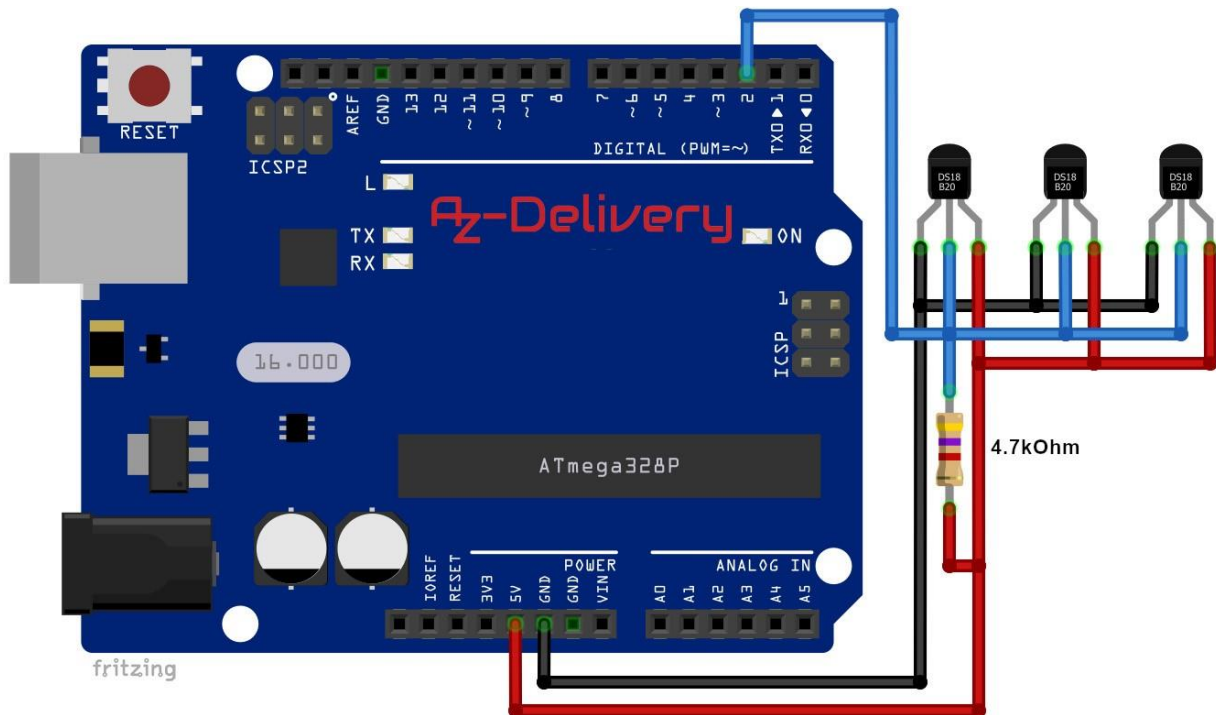 RESET
ICSP2
AREF
GND
13
12
~11
~10
~9
8
7
~6
~5
4
~3
2
TX0▶1
RX0◀0
DIGITAL (PWM=~)
L
TX
RX
Az-Delivery
ON
1
ICSP
16.000
ATmega328P
DS18
B20
DS18
B20
DS18
B20
4.7kOhm
POWER
ANALOG IN
IOREF
RESET
3V3
5V
GND
GND
VIN
A0
A1
A2
A3
A4
A5
fritzing